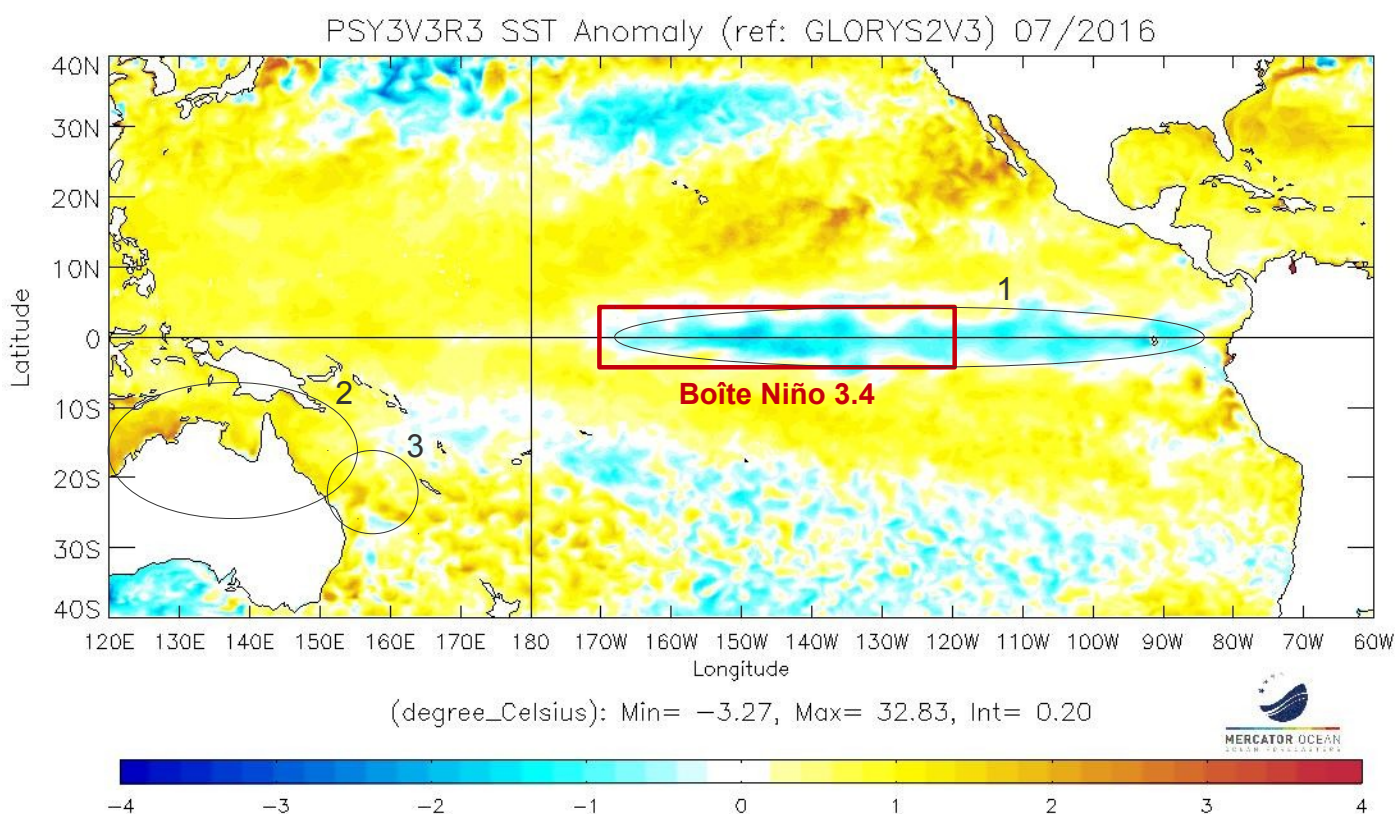 PSY3V3R3 SST Anomaly (ref: GLORYS2V3) 07/2016
40N
30N
20N
10N
0
10S
20S
30S
40S
Latitude
1
Boîte Niño 3.4
2
3
120E 130E 140E 150E 160E 170E 180 170W 160W 150W 140W 130W 120W 110W 100W 90W 80W 70W 60W
Longitude
(degree_Celsius): Min= −3.27, Max= 32.83, Int= 0.20
MERCATOR OCEAN
OCEAN FORECASTERS
−4 −3 −2 −1 0 1 2 3 4